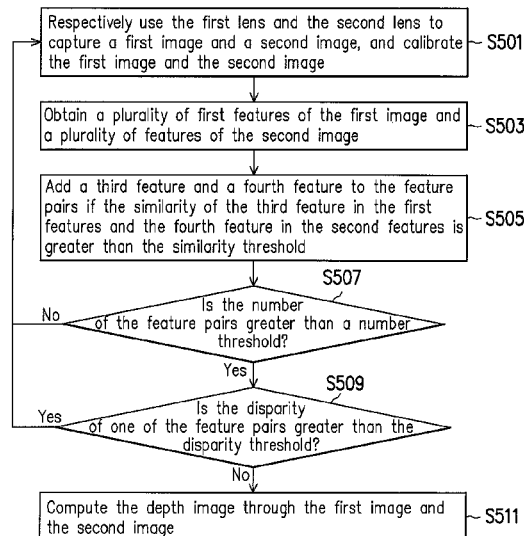 Respectively use the first lens and the second lens to
capture a first image and a second image, and calibrate
the first image and the second image
S501
Obtain a plurality of first features of the first image and
a plurality of features of the second image
S503
Add a third feature and a fourth feature to the feature
pairs if the similarity of the third feature in the first
features and the fourth feature in the second features is
greater than the similarity threshold
S505
S507
Is the number
of the feature pairs greater than a number
threshold?
No
Yes
S509
Is the disparity
of one of the feature pairs greater than the
disparity threshold?
Yes
No
Compute the depth image through the first image and
the second image
S511